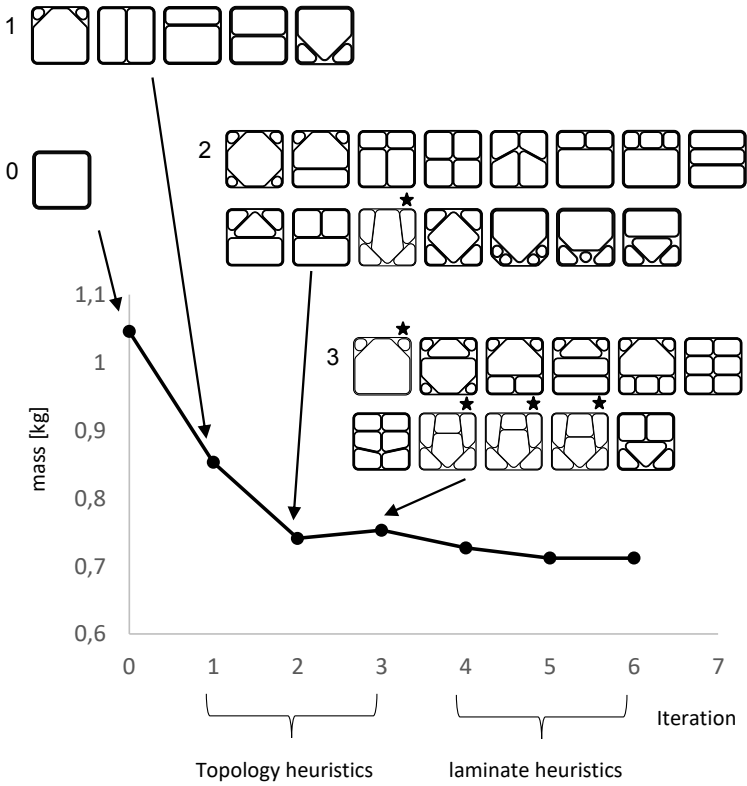 1
2
0
1,1
3
1
0,9
0,8
0,7
0,6
mass [kg]
0 1 2 3 4 5 6 7
Iteration
Topology heuristics laminate heuristics